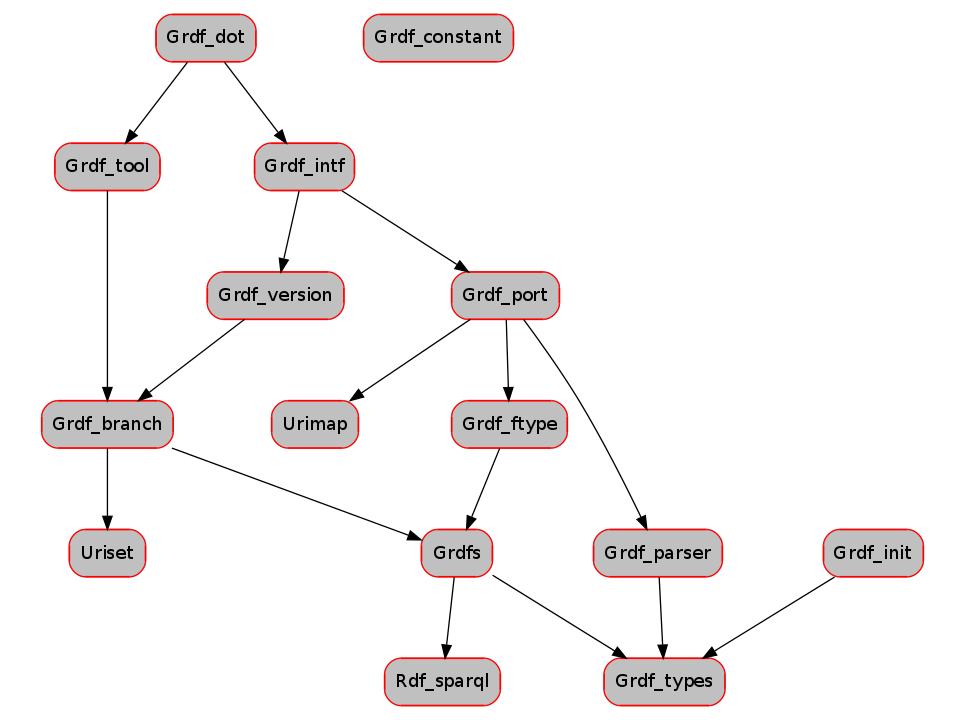 Grdf_dot
Grdf_constant
Grdf_tool
Grdf_intf
Grdf_version
Grdf_port
Grdf_branch
Urimap
Grdf_ftype
Uriset
Grdfs
Grdf_parser
Grdf_init
Rdf_sparql
Grdf_types